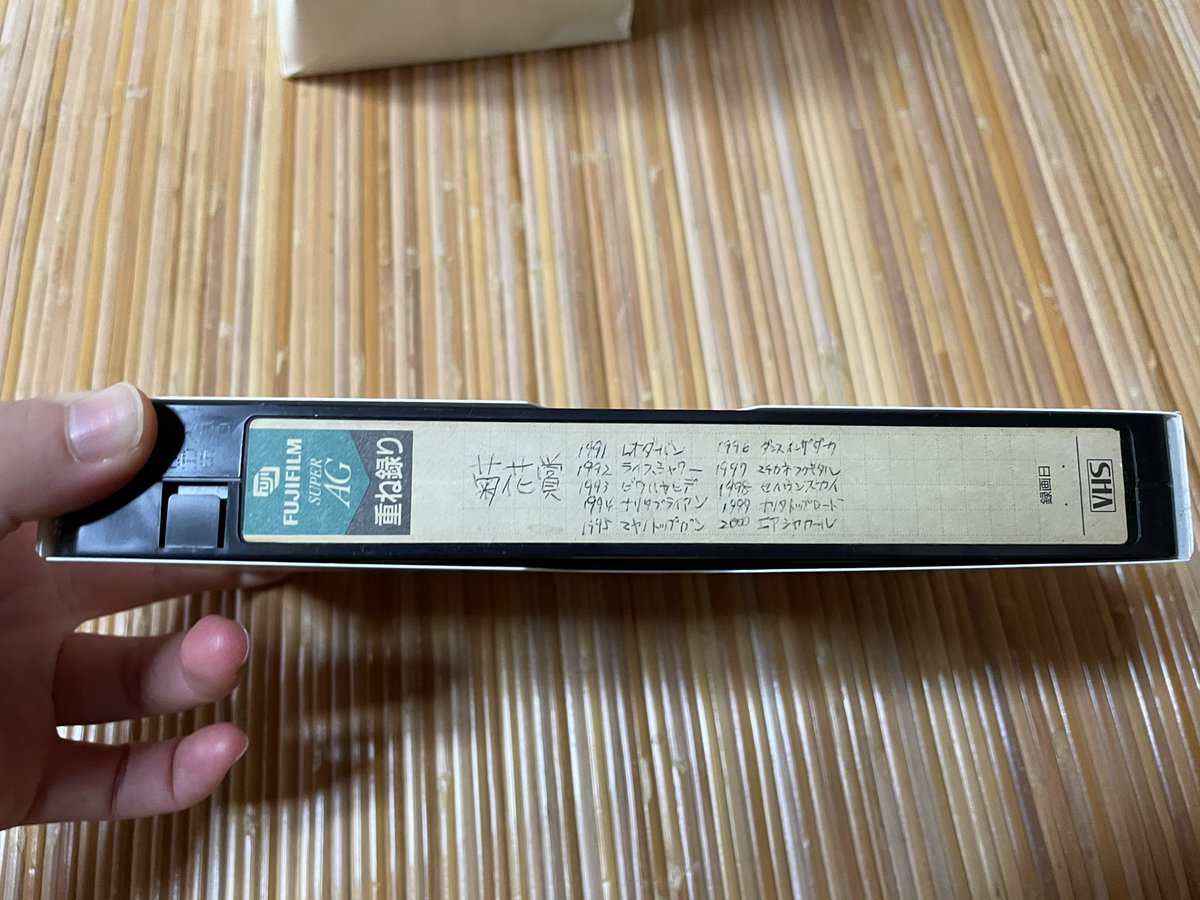 FUJI
FUJIFILM
SUPER
AG
重ね録り
菊花賞
1991 レオダーバン
1992 ライスシャワー
1993 ビワハヤヒデ
1994 ナリタブライアン
1995 マヤノトップガン
1996 ダンスインザダーク
1997 マチカネフクキタル
1998 セイウンスカイ
1999 ナリタトップロード
2000 エアシャカール
録画日
VHS